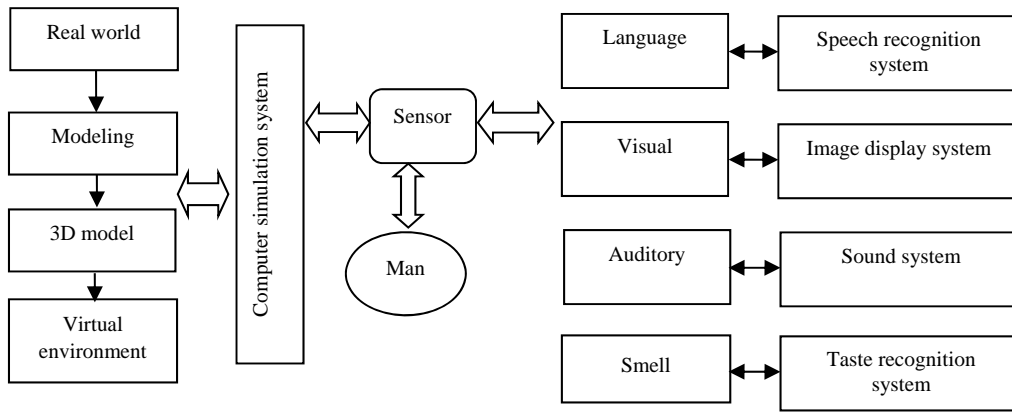 Real world
Modeling
3D model
Virtual
environment
Computer simulation system
Sensor
Man
Language
Speech recognition
system
Visual
Image display system
Auditory
Sound system
Smell
Taste recognition
system